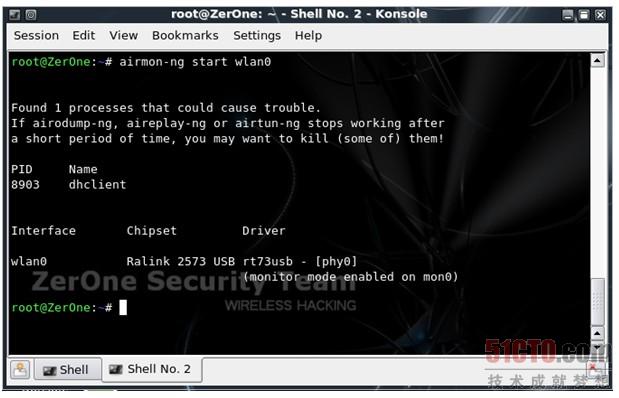 root@ZerOne: ~ - Shell No. 2 - Konsole
Session Edit View Bookmarks Settings Help
root@ZerOne:~# airmon-ng start wlan0
Found 1 processes that could cause trouble.
If airodump-ng, aireplay-ng or airtun-ng stops working after
a short period of time, you may want to kill (some of) them!
PID Name
8903 dhclient
Interface Chipset Driver
wlan0 Ralink 2573 USB rt73usb - [phy0]
(monitor mode enabled on mon0)
ZerOne Security Team
WIRELESS HACKING
root@ZerOne:~#
Shell Shell No. 2
51CTO.com
技术成就梦想